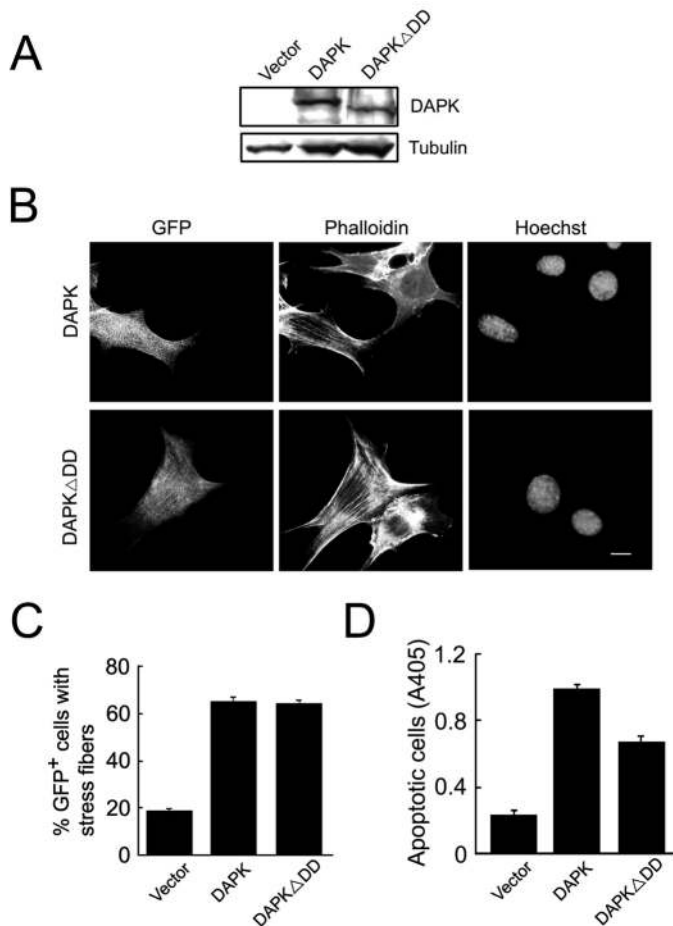 A
Vector
DAPK
DAPK△DD
DAPK
Tubulin
B
GFP
Phalloidin
Hoechst
DAPK
DAPK△DD
C
% GFP+ cells with
stress fibers
80
60
40
20
0
Vector
DAPK
DAPK△DD
D
Apoptotic cells (A405)
1.2
0.8
0.4
0
Vector
DAPK
DAPK△DD